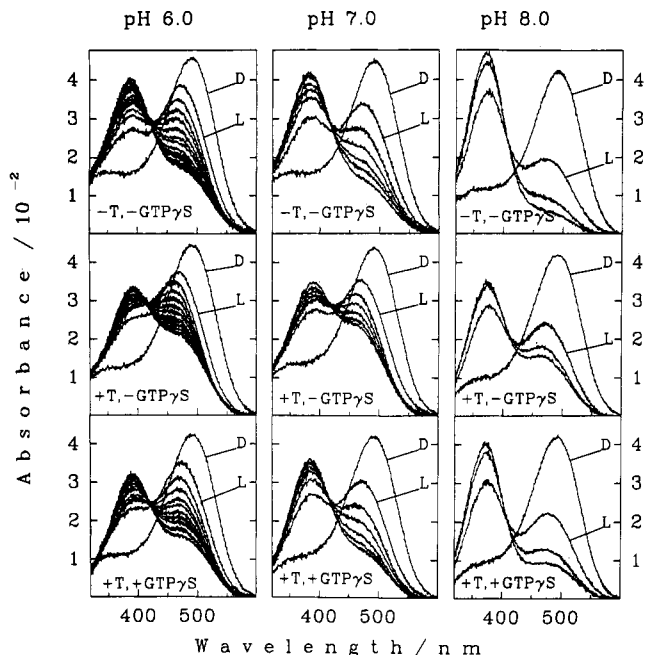 pH 6.0 pH 7.0 pH 8.0
4 D D D 4
3 L L 3
2 L 2
1 −T,−GTPγS −T,−GTPγS −T,−GTPγS 1
4 D D D 4
3 L L 3
2 L 2
1 +T,−GTPγS +T,−GTPγS +T,−GTPγS 1
4 D D D 4
3 L L 3
2 L 2
1 +T,+GTPγS +T,+GTPγS +T,+GTPγS 1
400 500 400 500 400 500
Absorbance / 10⁻²
Wavelength/nm